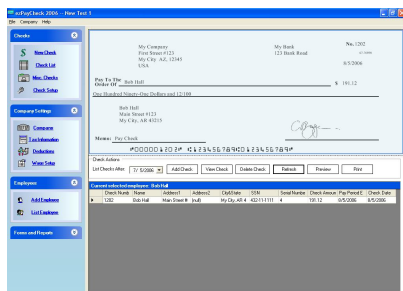 ezPayCheck 2006 -- New Test 1
File Company Help
Checks
New Check
Check List
Misc. Checks
Check Setup
Company Settings
Company
Tax Information
Deductions
Wage Setup
Employees
Add Employee
List Employee
Forms and Reports
My Company
First Street #123
My City AZ, 12345
USA
My Bank
123 Bank Road
No. 1202
8/5/2006
Pay To The
Order Of Bob Hall
$ 191.12
One Hundred Ninety-One Dollars and 12/100
Bob Hall
Main Street #123
My City, AR 43215
Memo: Pay Check
Check Actions
List Checks After 7/ 5/2006 Add Check View Check Delete Check Refresh Preview Print
Current selected employee: Bob Hall
Check Numb Name Address1 Address2 City&State SSN Serial Number Check Amoun Pay Period E Check Date
1202 Bob Hall Main Street # (null) My City, AR 4 432-11-1111 4 191.12 8/5/2006 8/5/2006